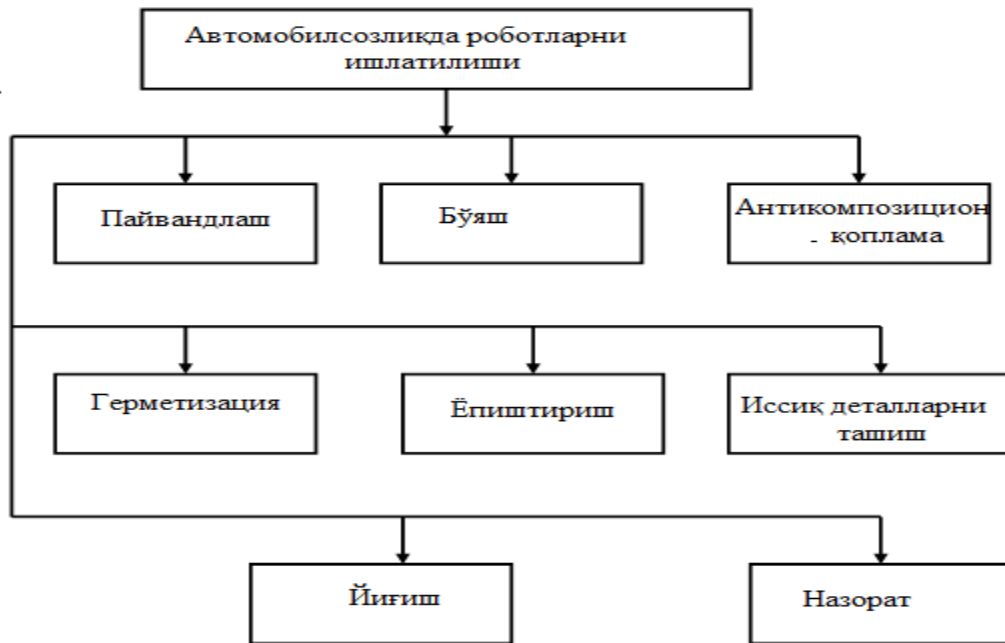 Автомобилсозликда роботларни
ишлатилиши
Пайвандлаш
Бўяш
Антикомпозицион
- қоплама
Герметизация
Ёпиштириш
Иссиқ деталларни
ташиш
Йиғиш
Назорат